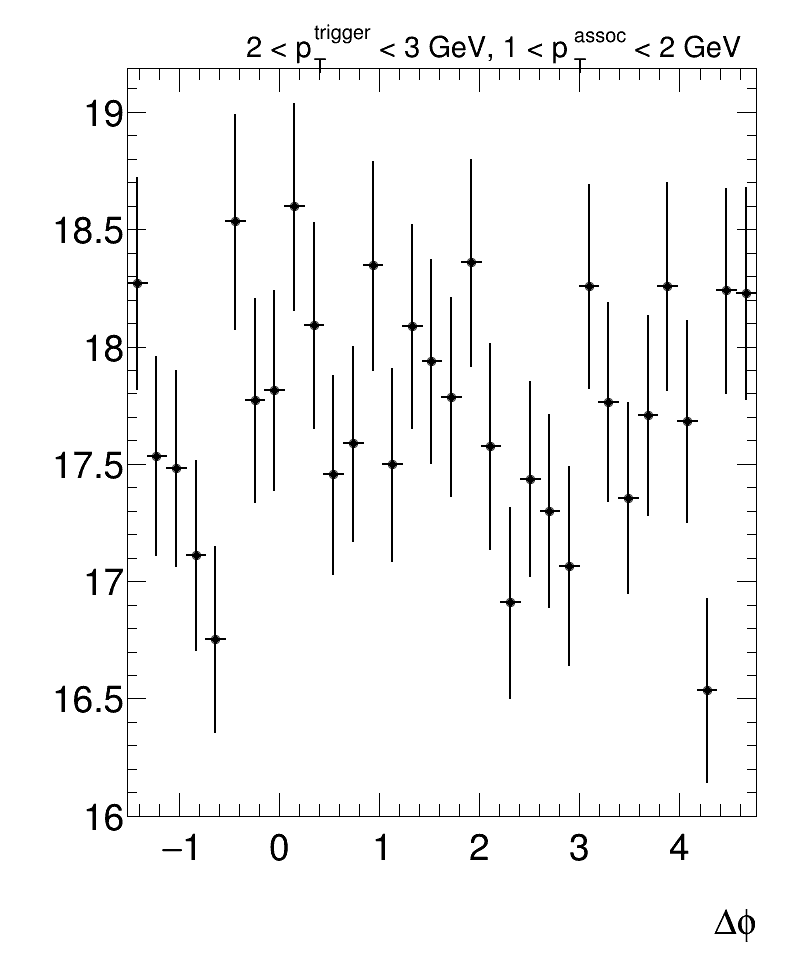 2 < p_T^trigger < 3 GeV, 1 < p_T^assoc < 2 GeV
19
18.5
18
17.5
17
16.5
16
−1 0 1 2 3 4
Δϕ